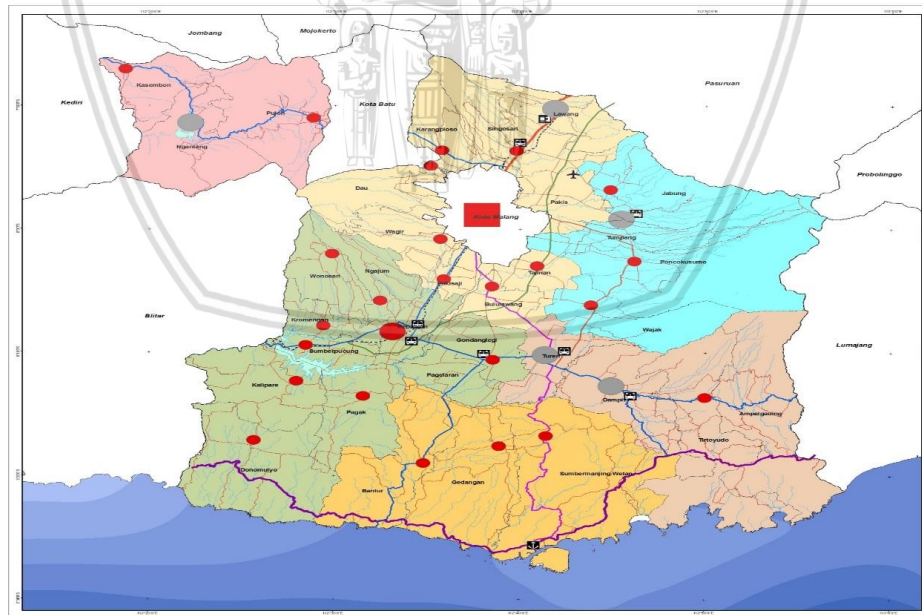 Jombang
Mojokerto
Pasuruan
Kediri
Kota Batu
Kasembon
Pujon
Ngantang
Lawang
Karangploso
Singosari
Probolinggo
Dau
Jabung
Pakis
Kota Malang
Tumpang
Wagir
Poncokusumo
Wonosari
Ngajum
Tajinan
Bululawang
Blitar
Kromengan
Wajak
Lumajang
Gondanglegi
Sumberpucung
Turen
Pagelaran
Kalipare
Dampit
Pagak
Ampelgading
Tirtoyudo
Donomulyo
Sumbermanjing Wetan
Gedangan
Bantur